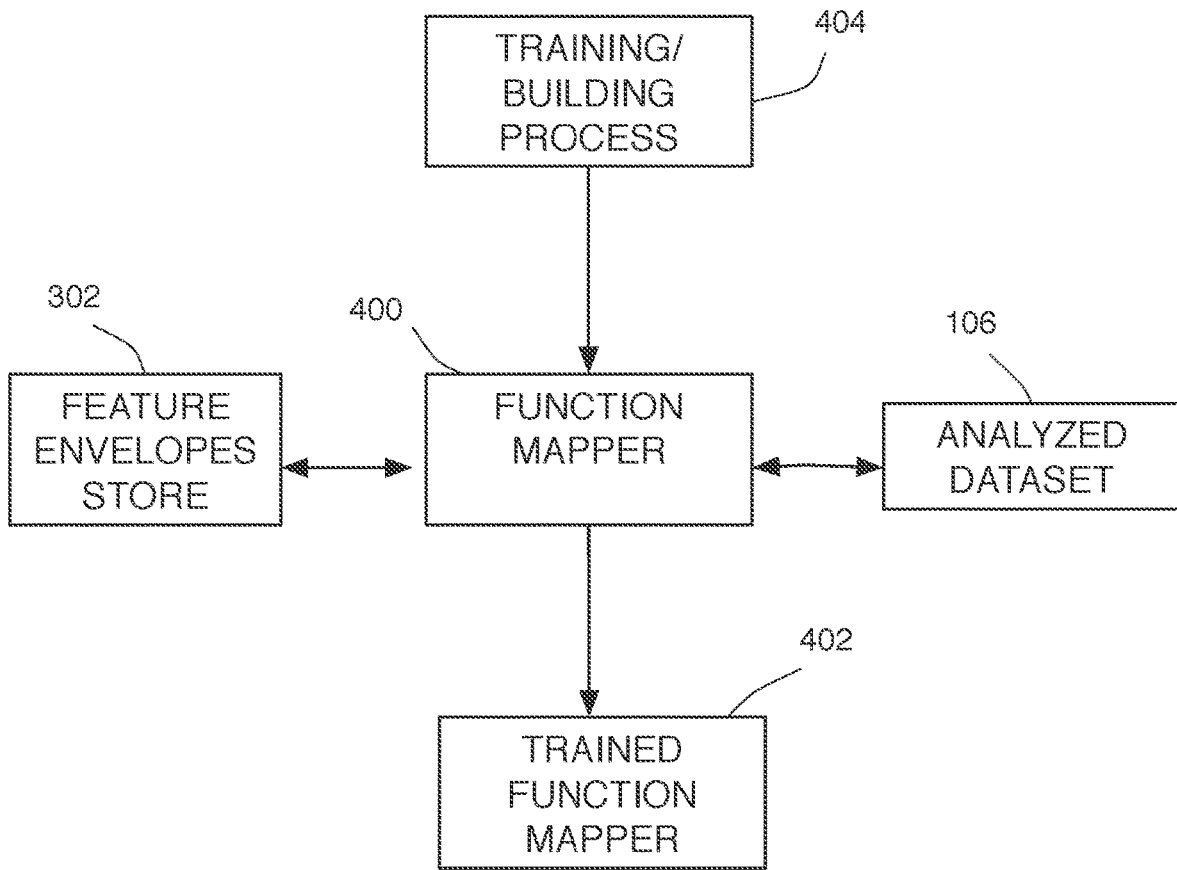 TRAINING/
BUILDING
PROCESS
404
302
400
106
FEATURE
ENVELOPES
STORE
FUNCTION
MAPPER
ANALYZED
DATASET
402
TRAINED
FUNCTION
MAPPER